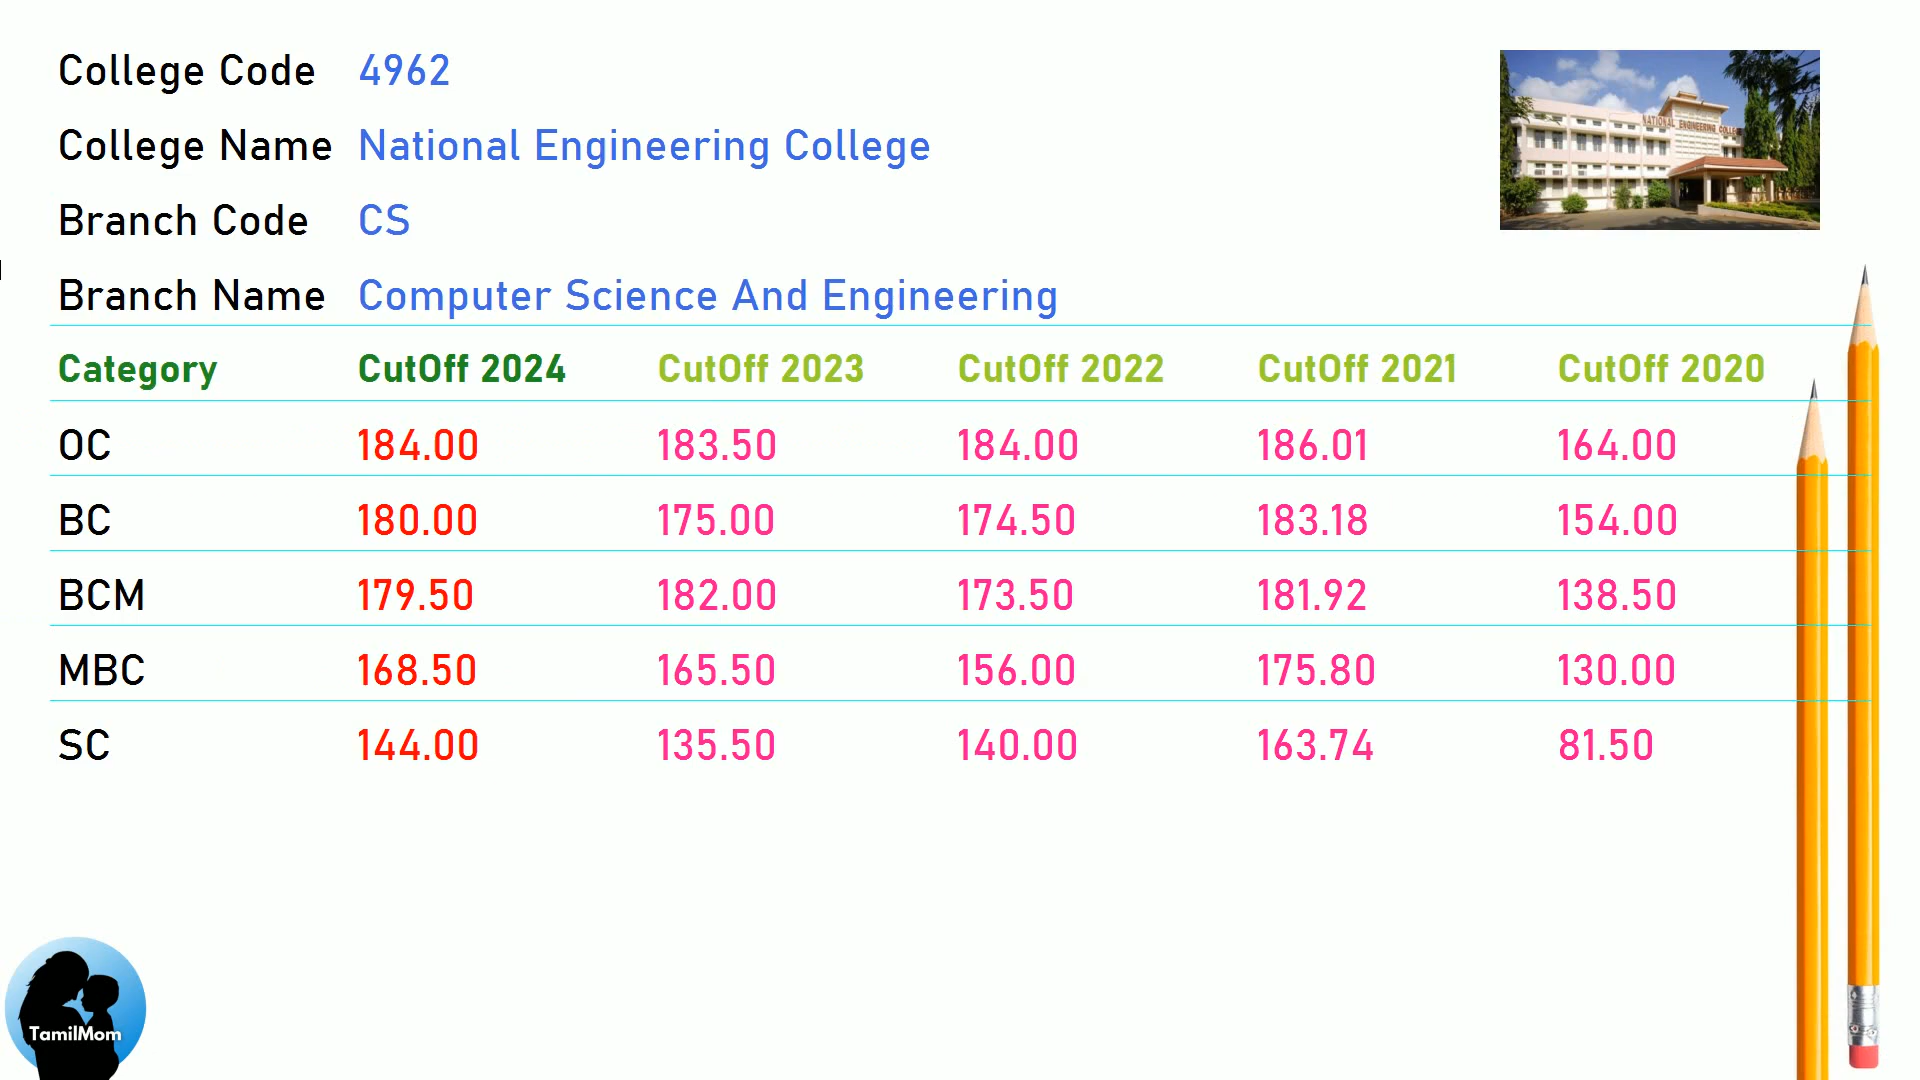 College Code 4962
College Name National Engineering College
NATIONAL ENGINEERING COLLEGE
Branch Code CS
Branch Name Computer Science And Engineering
Category CutOff 2024 CutOff 2023 CutOff 2022 CutOff 2021 CutOff 2020
OC 184.00 183.50 184.00 186.01 164.00
BC 180.00 175.00 174.50 183.18 154.00
BCM 179.50 182.00 173.50 181.92 138.50
MBC 168.50 165.50 156.00 175.80 130.00
SC 144.00 135.50 140.00 163.74 81.50
TamilMom